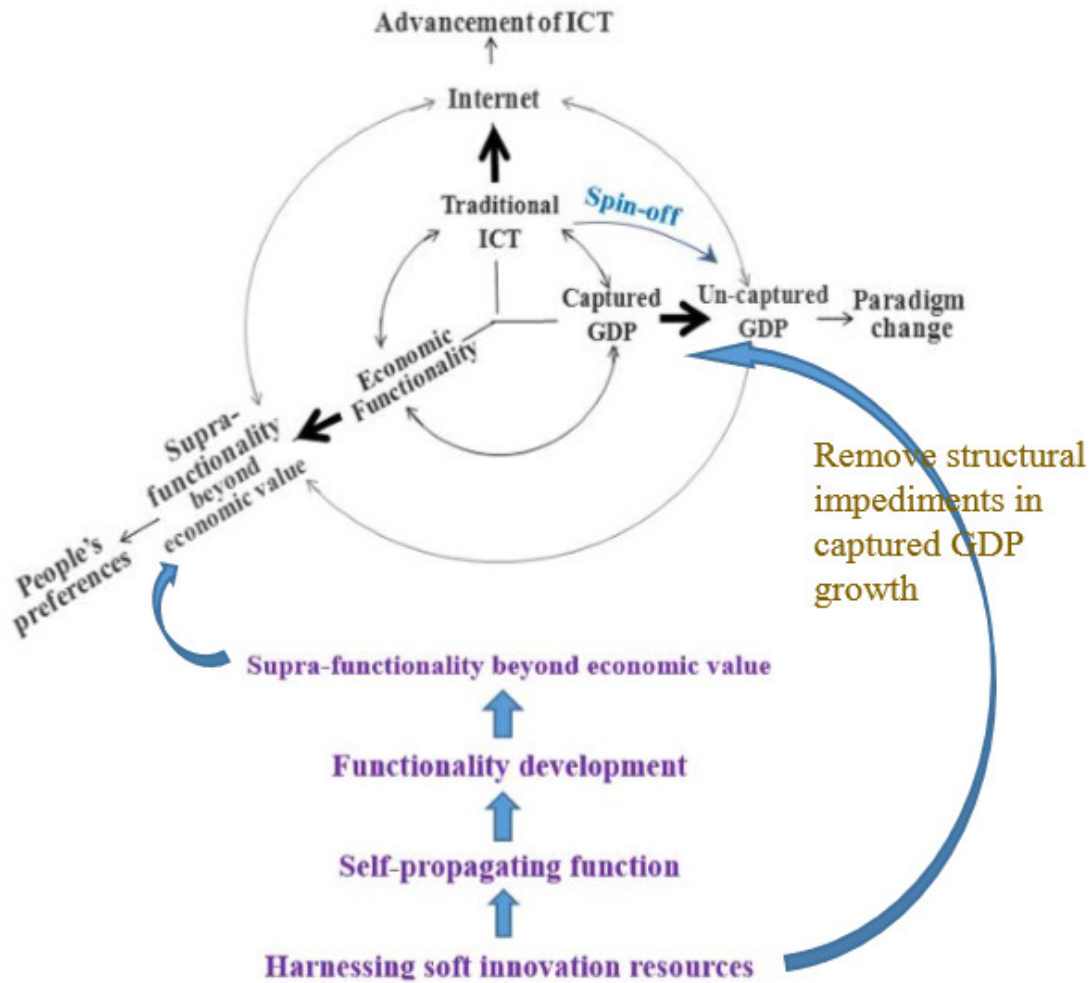 Advancement of ICT
Internet
Traditional
ICT
Spin-off
Captured
GDP
Un-captured
GDP
Paradigm
change
Economic
Functionality
Supra-
functionality
beyond
economic value
People's
preferences
Remove structural
impediments in
captured GDP
growth
Supra-functionality beyond economic value
Functionality development
Self-propagating function
Harnessing soft innovation resources